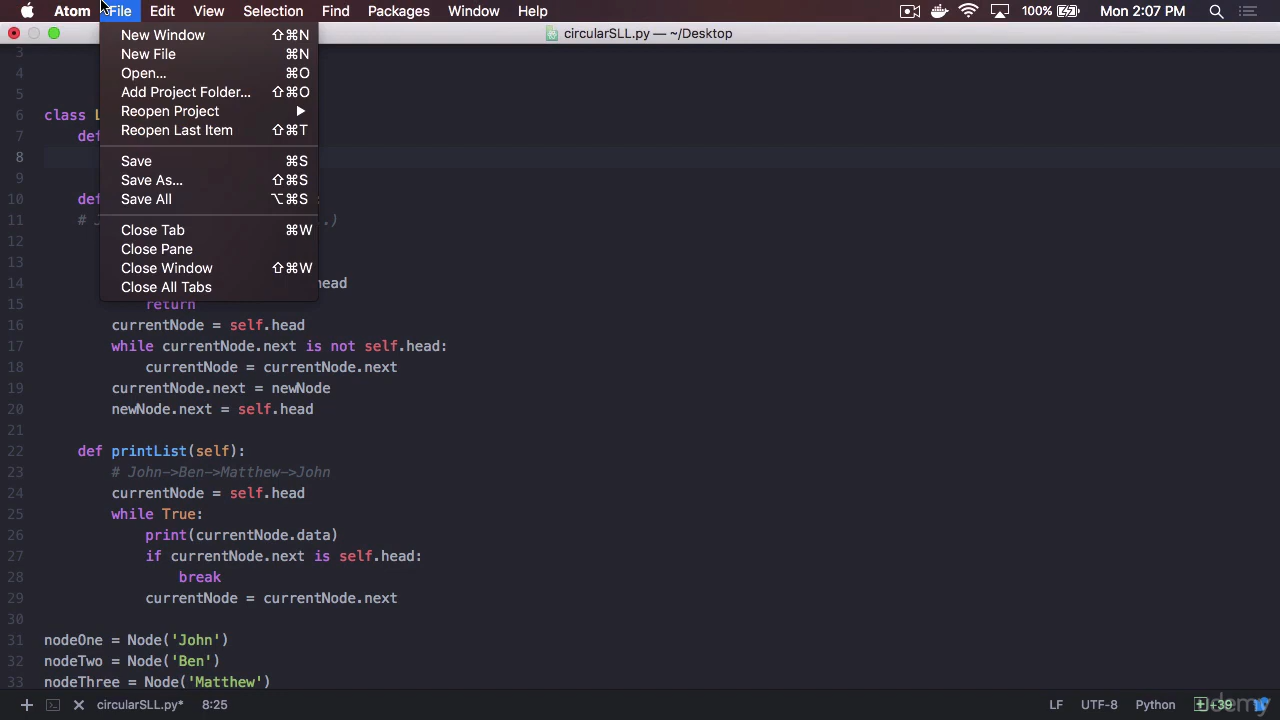 Atom File Edit View Selection Find Packages Window Help 100% Mon 2:07 PM
circularSLL.py — ~/Desktop
New Window ⇧⌘N
New File ⌘N
Open... ⌘O
Add Project Folder... ⇧⌘O
Reopen Project ▶
Reopen Last Item ⇧⌘T
Save ⌘S
Save As... ⇧⌘S
Save All ⌥⌘S
Close Tab ⌘W
Close Pane
Close Window ⇧⌘W
Close All Tabs
3
4
5
6 class L
7 def
8
9
10 def :
11 # J .)
12
13
14 head
15 return
16 currentNode = self.head
17 while currentNode.next is not self.head:
18 currentNode = currentNode.next
19 currentNode.next = newNode
20 newNode.next = self.head
21
22 def printList(self):
23 # John->Ben->Matthew->John
24 currentNode = self.head
25 while True:
26 print(currentNode.data)
27 if currentNode.next is self.head:
28 break
29 currentNode = currentNode.next
30
31 nodeOne = Node('John')
32 nodeTwo = Node('Ben')
33 nodeThree = Node('Matthew')
circularSLL.py* 8:25 LF UTF-8 Python +39
udemy